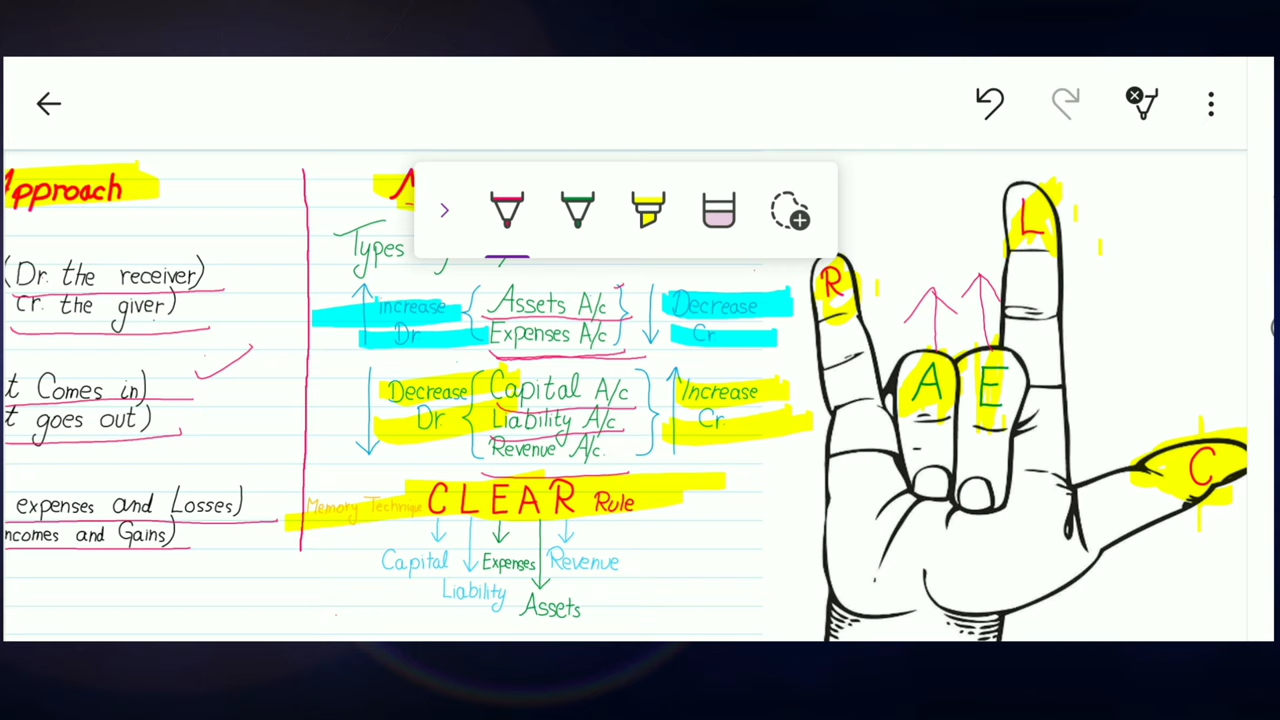 Approach
(Dr. the receiver)
Cr. the giver)
t Comes in)
t goes out)
expenses and Losses)
ncomes and Gains)
Types
Increase
Dr
Assets A/c
Expenses A/c
Decrease
Cr.
Decrease
Dr.
Capital A/c
Liability A/c
Revenue A/c.
Increase
Cr.
Memory Technique CLEAR Rule
Capital
Liability
Expenses
Assets
Revenue
R
A
E
L
C